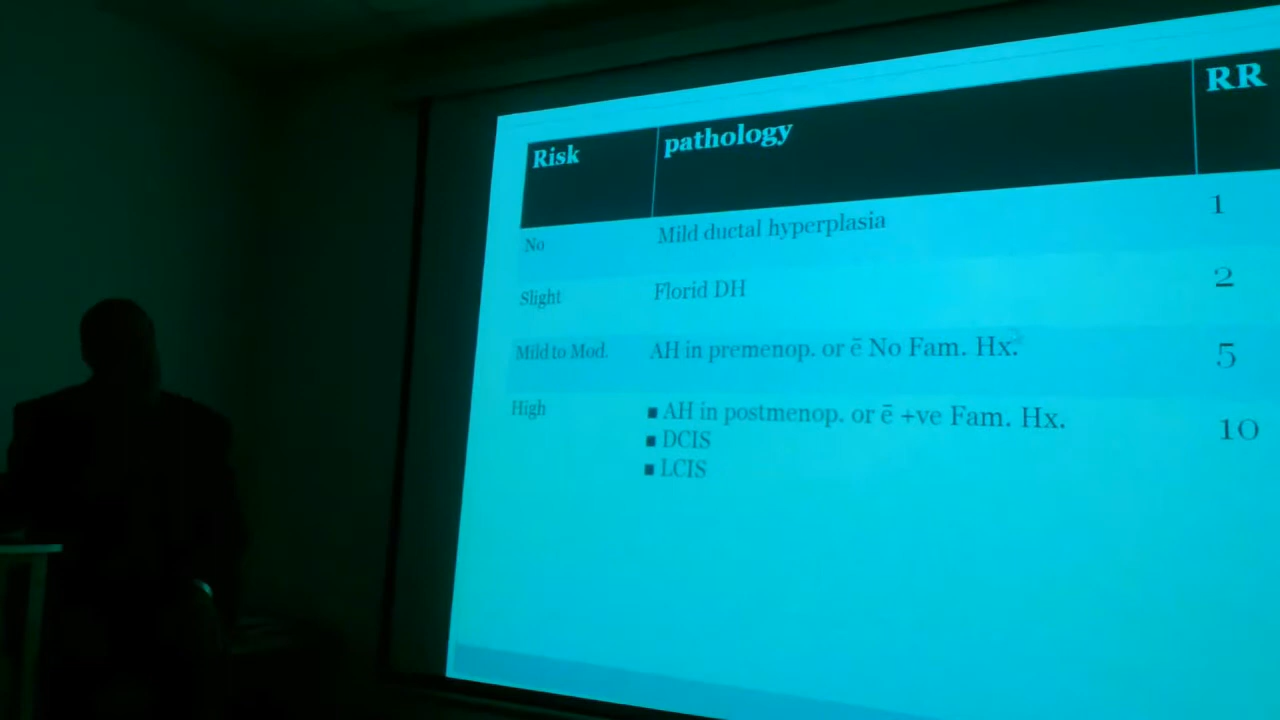 Risk pathology RR
No Mild ductal hyperplasia 1
Slight Florid DH 2
Mild to Mod. AH in premenop. or ē No Fam. Hx. 5
High ▪ AH in postmenop. or ē +ve Fam. Hx. 10
▪ DCIS
▪ LCIS